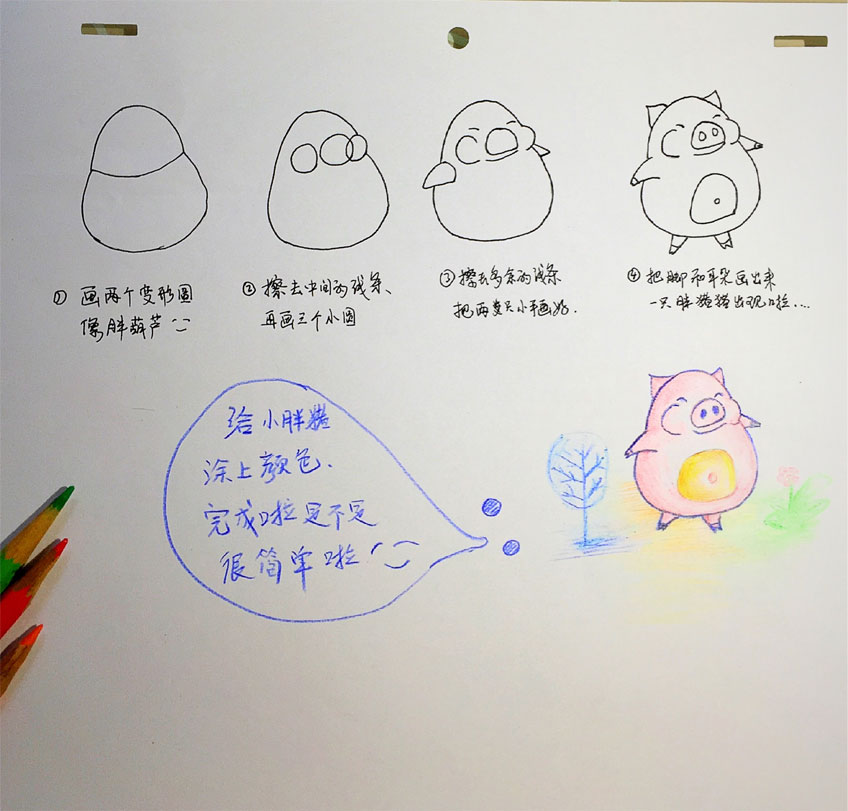 ① 画两个变形圆
像胖葫芦
② 擦去中间的线条、
再画三个小圆
③ 擦去多余的线条
把两隻只小手画好.
④ 把脚和耳朵画出来
一只胖猪猪出现啦....
给小胖猪
涂上颜色.
完成啦是不是
很简单啦!